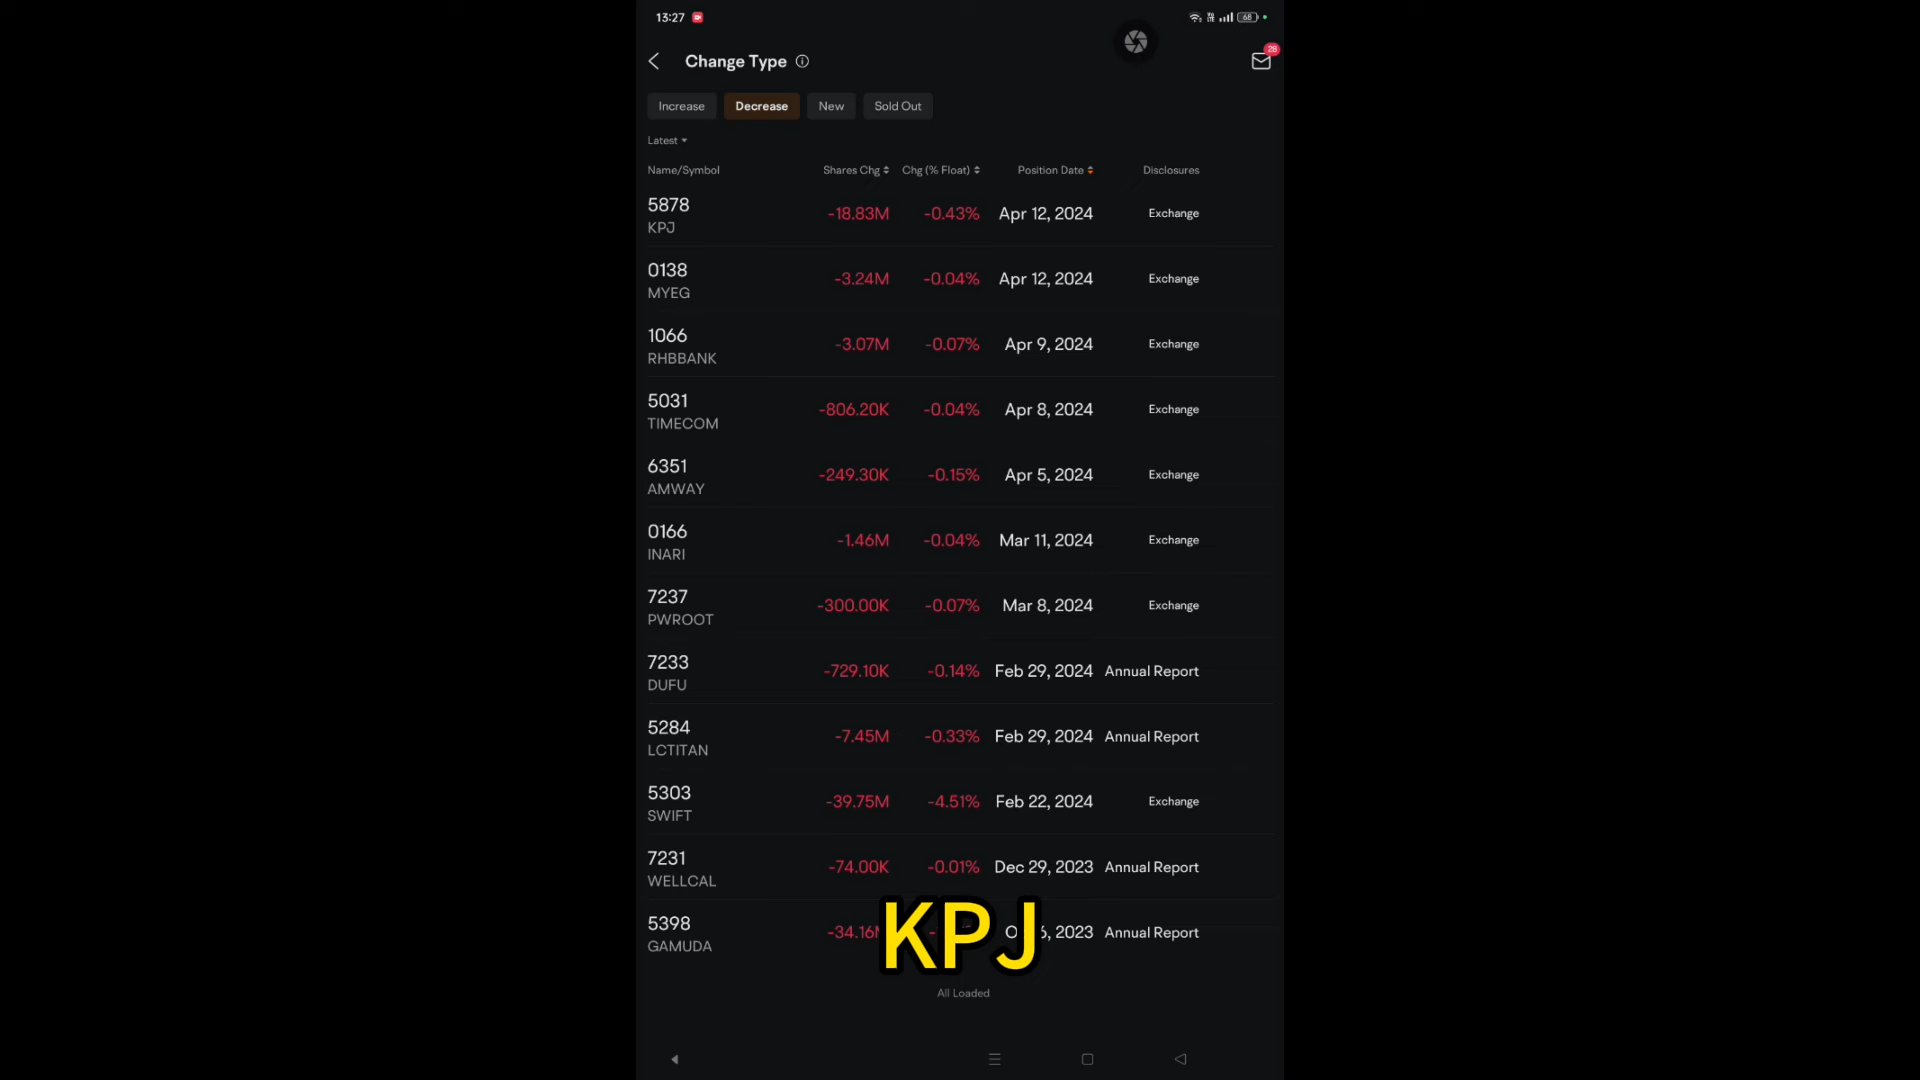 13:27
68
Change Type
28
Increase Decrease New Sold Out
Latest
Name/Symbol Shares Chg Chg (% Float) Position Date Disclosures
5878 -18.83M -0.43% Apr 12, 2024 Exchange
KPJ
0138 -3.24M -0.04% Apr 12, 2024 Exchange
MYEG
1066 -3.07M -0.07% Apr 9, 2024 Exchange
RHBBANK
5031 -806.20K -0.04% Apr 8, 2024 Exchange
TIMECOM
6351 -249.30K -0.15% Apr 5, 2024 Exchange
AMWAY
0166 -1.46M -0.04% Mar 11, 2024 Exchange
INARI
7237 -300.00K -0.07% Mar 8, 2024 Exchange
PWROOT
7233 -729.10K -0.14% Feb 29, 2024 Annual Report
DUFU
5284 -7.45M -0.33% Feb 29, 2024 Annual Report
LCTITAN
5303 -39.75M -4.51% Feb 22, 2024 Exchange
SWIFT
7231 -74.00K -0.01% Dec 29, 2023 Annual Report
WELLCAL
5398 -34.16M 2023 Annual Report
GAMUDA
KPJ
All Loaded